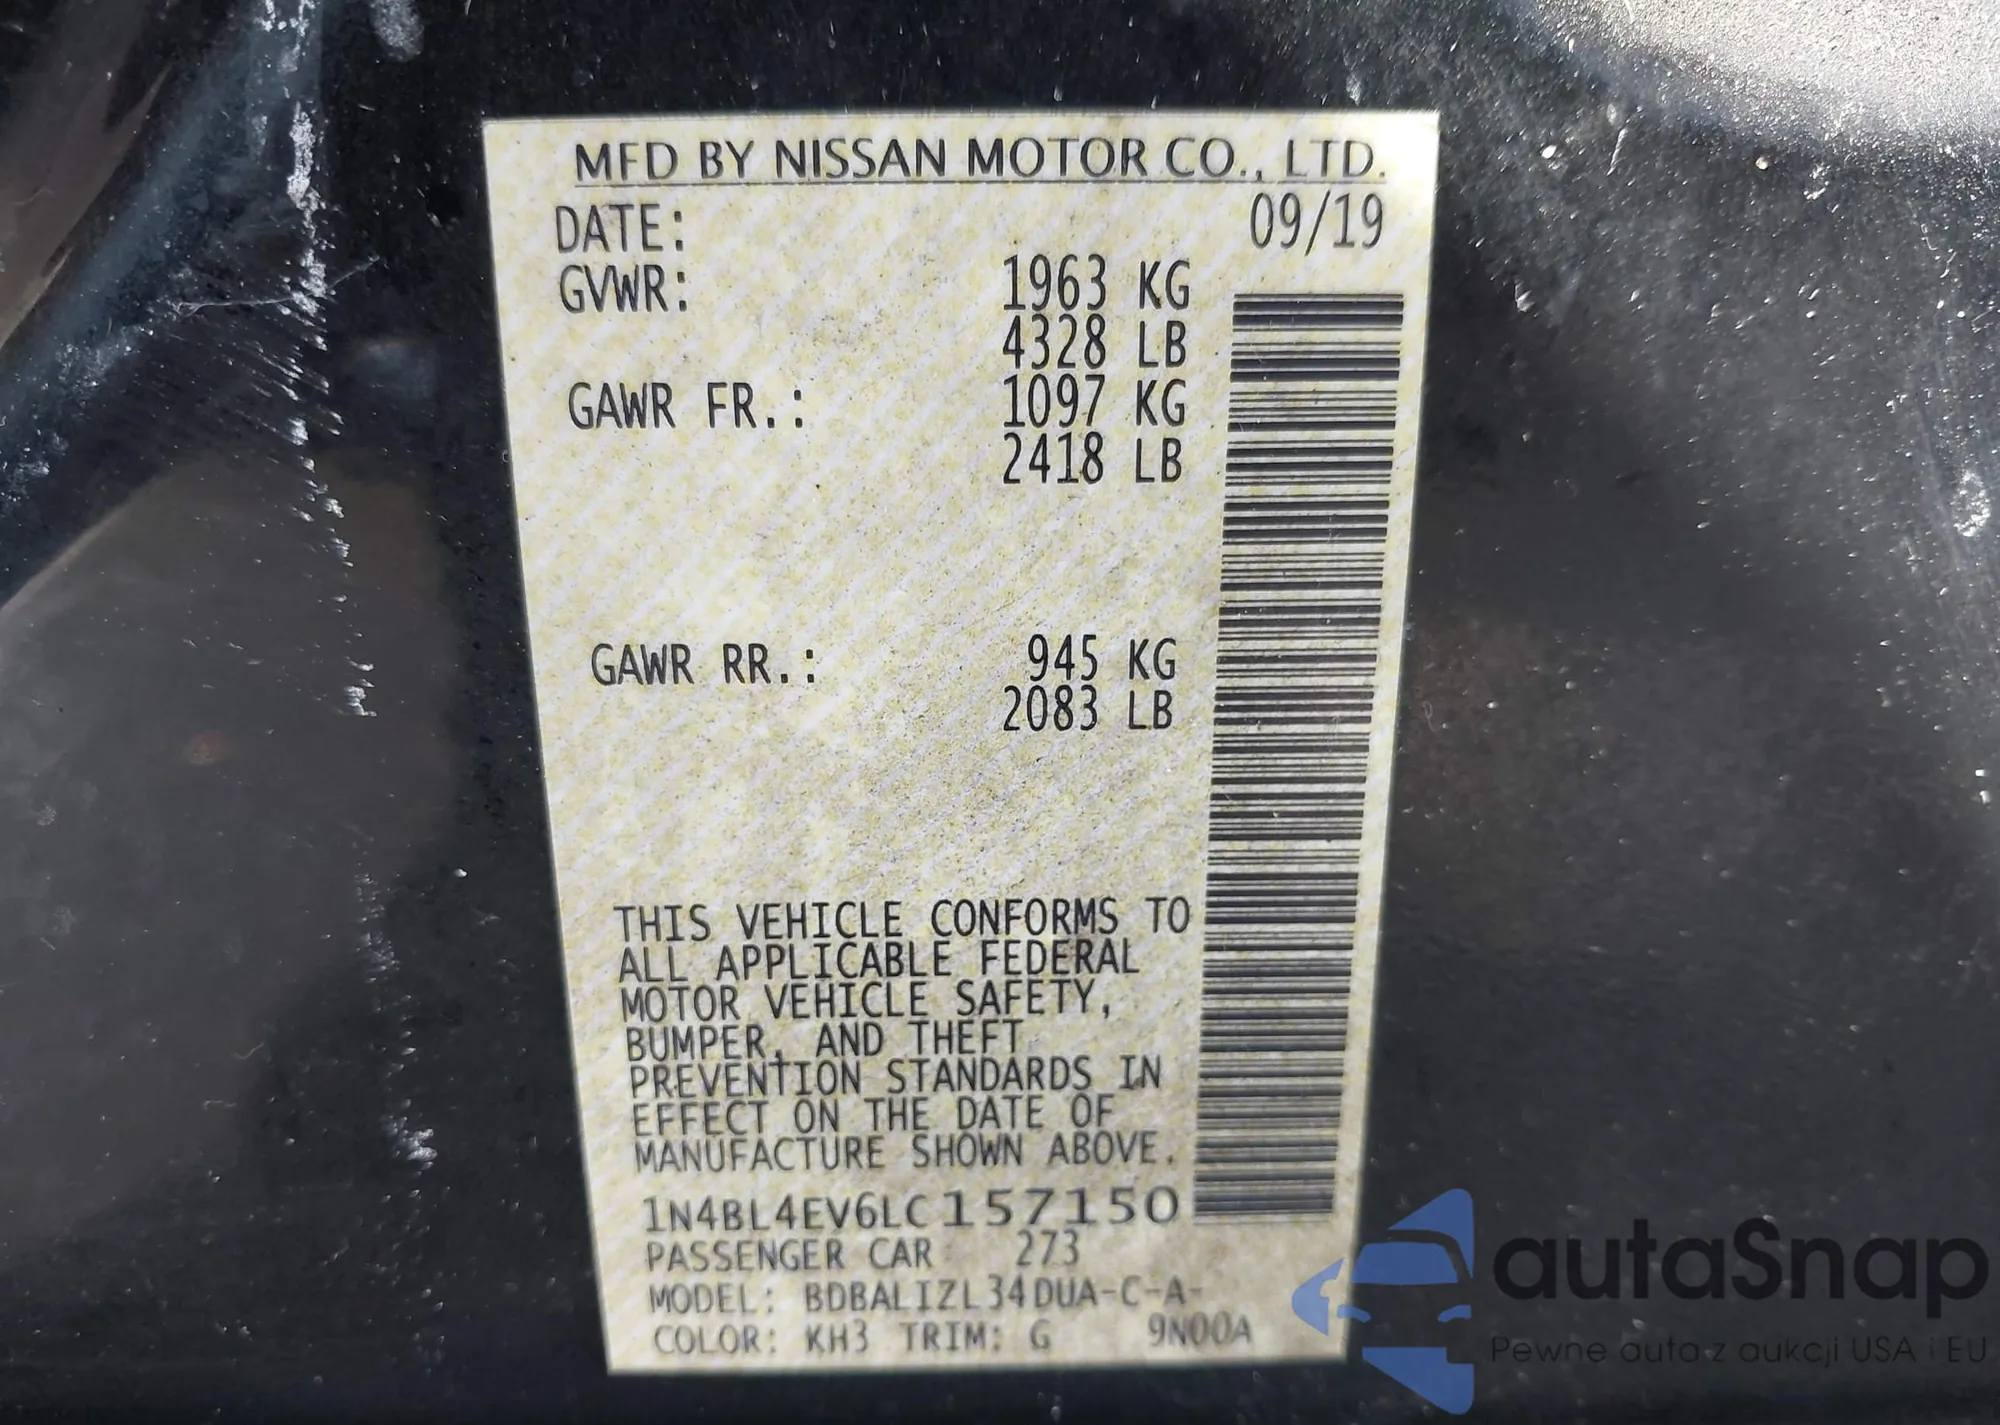 MFD BY NISSAN MOTOR CO., LTD.
DATE: 09/19
GVWR: 1963 KG
4328 LB
GAWR FR.: 1097 KG
2418 LB
GAWR RR.: 945 KG
2083 LB
THIS VEHICLE CONFORMS TO
ALL APPLICABLE FEDERAL
MOTOR VEHICLE SAFETY,
BUMPER, AND THEFT
PREVENTION STANDARDS IN
EFFECT ON THE DATE OF
MANUFACTURE SHOWN ABOVE.
1N4BL4EV6LC157150
PASSENGER CAR 273
MODEL: BDBALIZL34DUA-C-A-
COLOR: KH3 TRIM: G 9N00A
autaSnap
Pewne auta z aukcji USA i EU